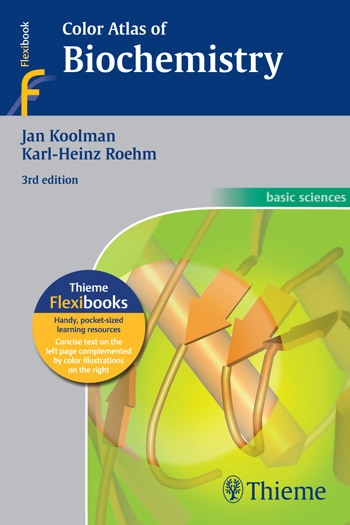 Flexibook
Color Atlas of
Biochemistry
Jan Koolman
Karl-Heinz Roehm
3rd edition
basic sciences
Thieme
Flexibooks
Handy, pocket-sized
learning resources
Concise text on the
left page complemented
by color illustrations
on the right
Thieme